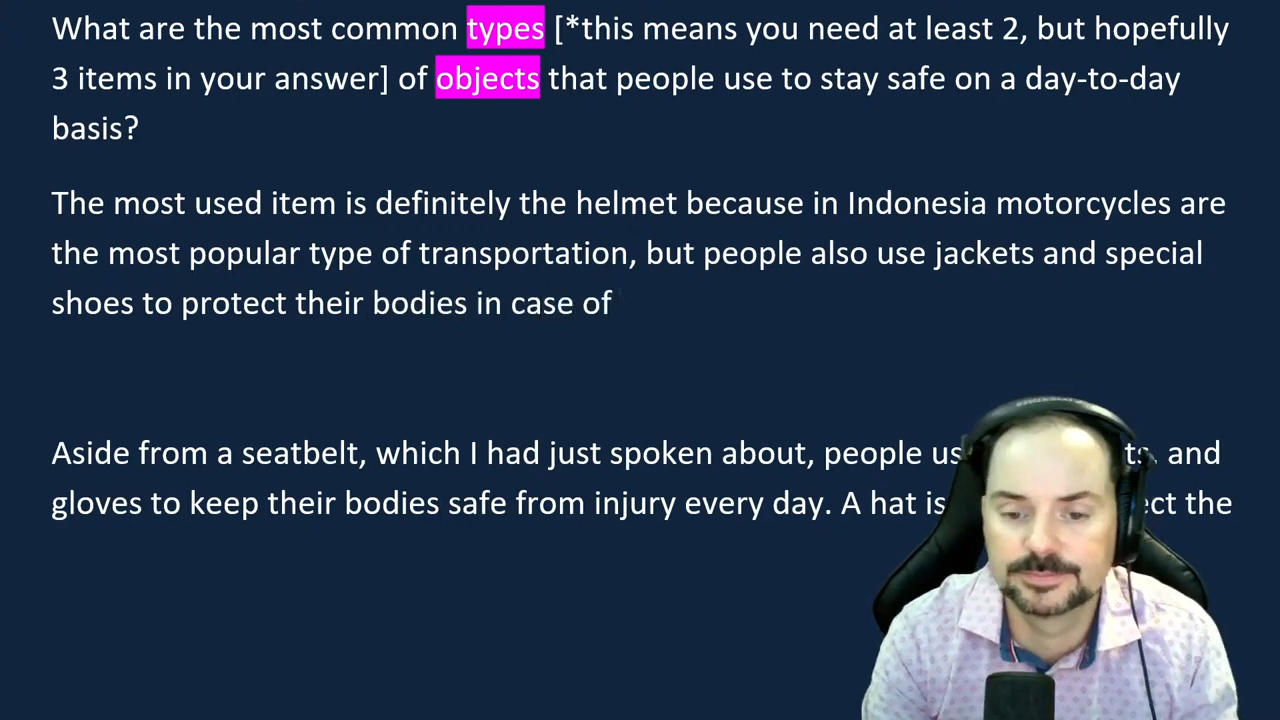 What are the most common types [*this means you need at least 2, but hopefully
3 items in your answer] of objects that people use to stay safe on a day-to-day
basis?
The most used item is definitely the helmet because in Indonesia motorcycles are
the most popular type of transportation, but people also use jackets and special
shoes to protect their bodies in case of
Aside from a seatbelt, which I had just spoken about, people and
gloves to keep their bodies safe from injury every day. A hat is the